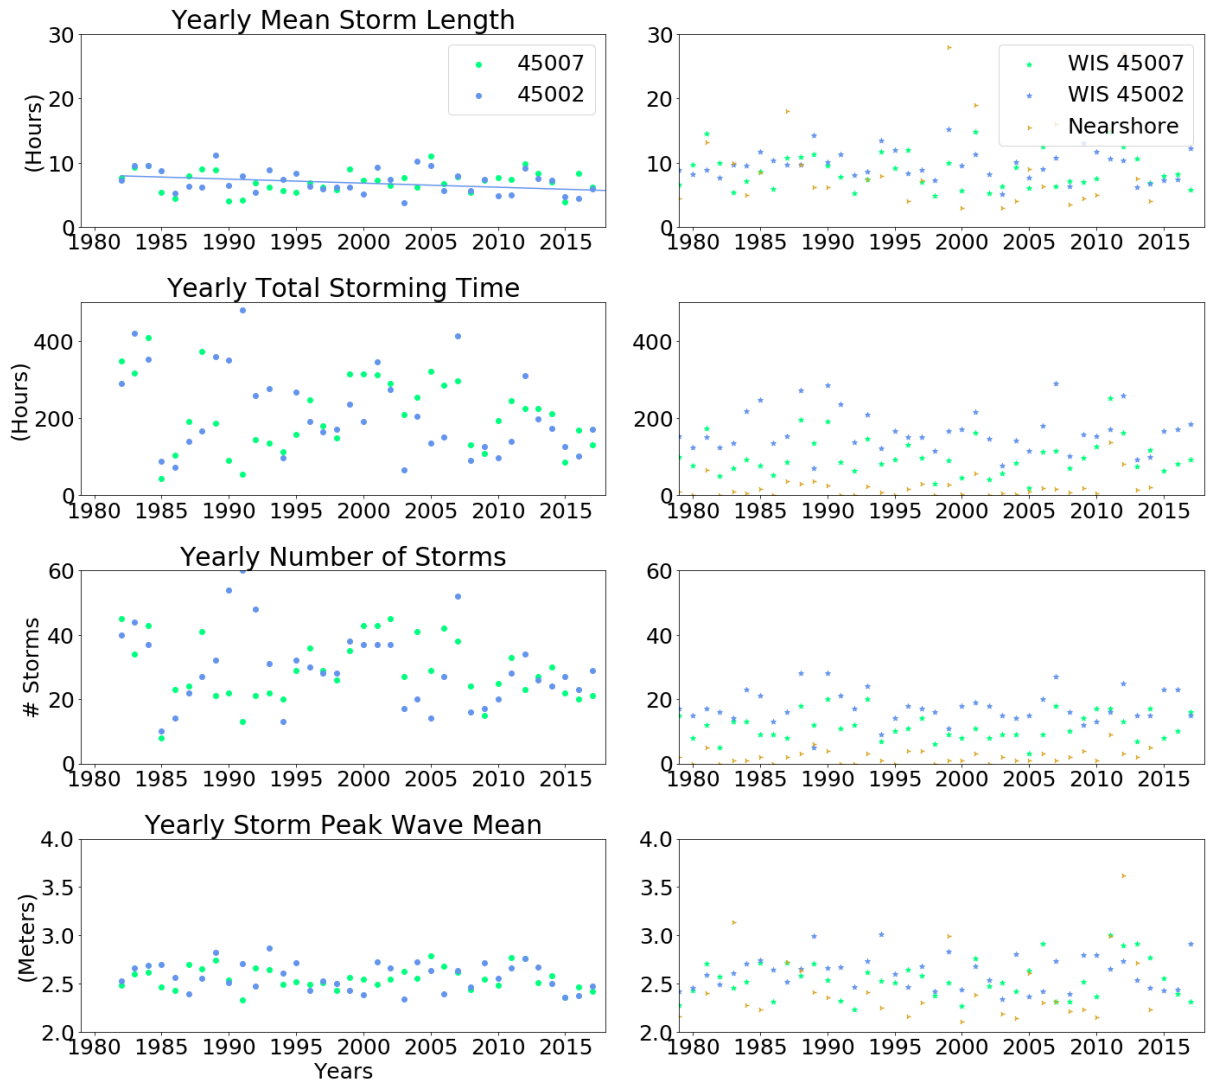 Yearly Mean Storm Length
30
20
10
0
(Hours)
45007
45002
1980 1985 1990 1995 2000 2005 2010 2015
30
20
10
0
WIS 45007
WIS 45002
Nearshore
1980 1985 1990 1995 2000 2005 2010 2015
Yearly Total Storming Time
400
200
0
(Hours)
1980 1985 1990 1995 2000 2005 2010 2015
400
200
0
1980 1985 1990 1995 2000 2005 2010 2015
Yearly Number of Storms
60
40
20
0
# Storms
1980 1985 1990 1995 2000 2005 2010 2015
60
40
20
0
1980 1985 1990 1995 2000 2005 2010 2015
Yearly Storm Peak Wave Mean
4.0
3.5
3.0
2.5
2.0
(Meters)
1980 1985 1990 1995 2000 2005 2010 2015
Years
4.0
3.5
3.0
2.5
2.0
1980 1985 1990 1995 2000 2005 2010 2015